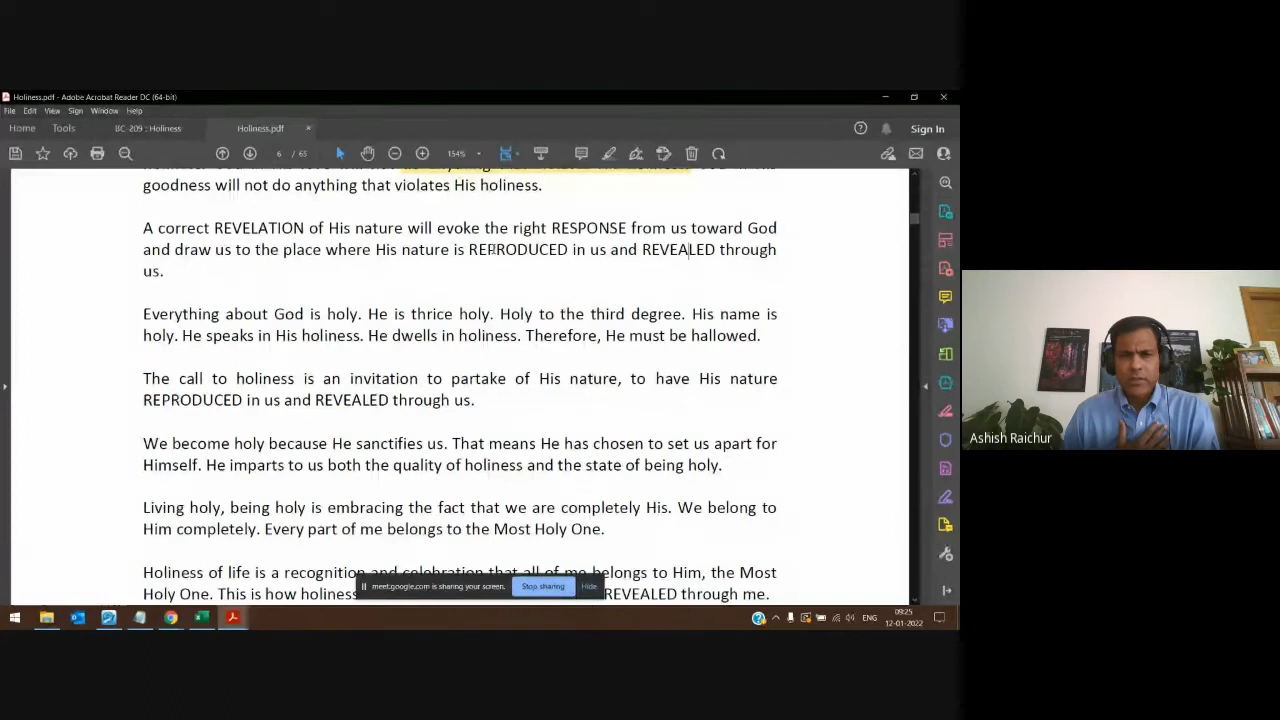 Holiness.pdf - Adobe Acrobat Reader DC (64-bit)
File Edit View Sign Window Help
Home Tools BC-209 : Holiness Holiness.pdf × Sign In
6 / 65 154%
goodness will not do anything that violates His holiness.
A correct REVELATION of His nature will evoke the right RESPONSE from us toward God
and draw us to the place where His nature is REPRODUCED in us and REVEALED through
us.
Everything about God is holy. He is thrice holy. Holy to the third degree. His name is
holy. He speaks in His holiness. He dwells in holiness. Therefore, He must be hallowed.
The call to holiness is an invitation to partake of His nature, to have His nature
REPRODUCED in us and REVEALED through us.
We become holy because He sanctifies us. That means He has chosen to set us apart for
Himself. He imparts to us both the quality of holiness and the state of being holy.
Living holy, being holy is embracing the fact that we are completely His. We belong to
Him completely. Every part of me belongs to the Most Holy One.
Holiness of life is a recognition and celebration that all of me belongs to Him, the Most
Holy One. This is how holiness REVEALED through me.
meet.google.com is sharing your screen. Stop sharing Hide
Ashish Raichur
ENG 09:25
12-01-2022